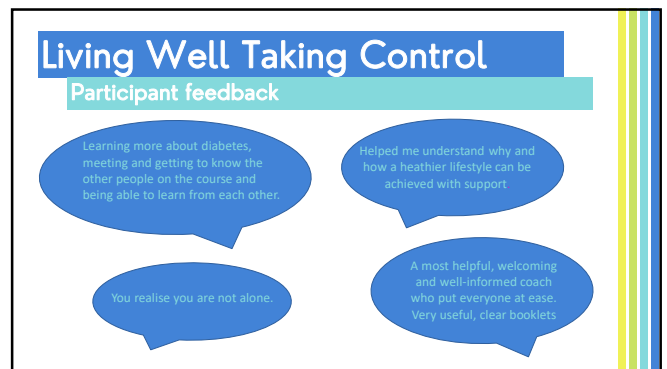 Living Well Taking Control
Participant feedback
Learning more about diabetes,
meeting and getting to know the
other people on the course and
being able to learn from each other.
Helped me understand why and
how a heathier lifestyle can be
achieved with support
You realise you are not alone.
A most helpful, welcoming
and well-informed coach
who put everyone at ease.
Very useful, clear booklets